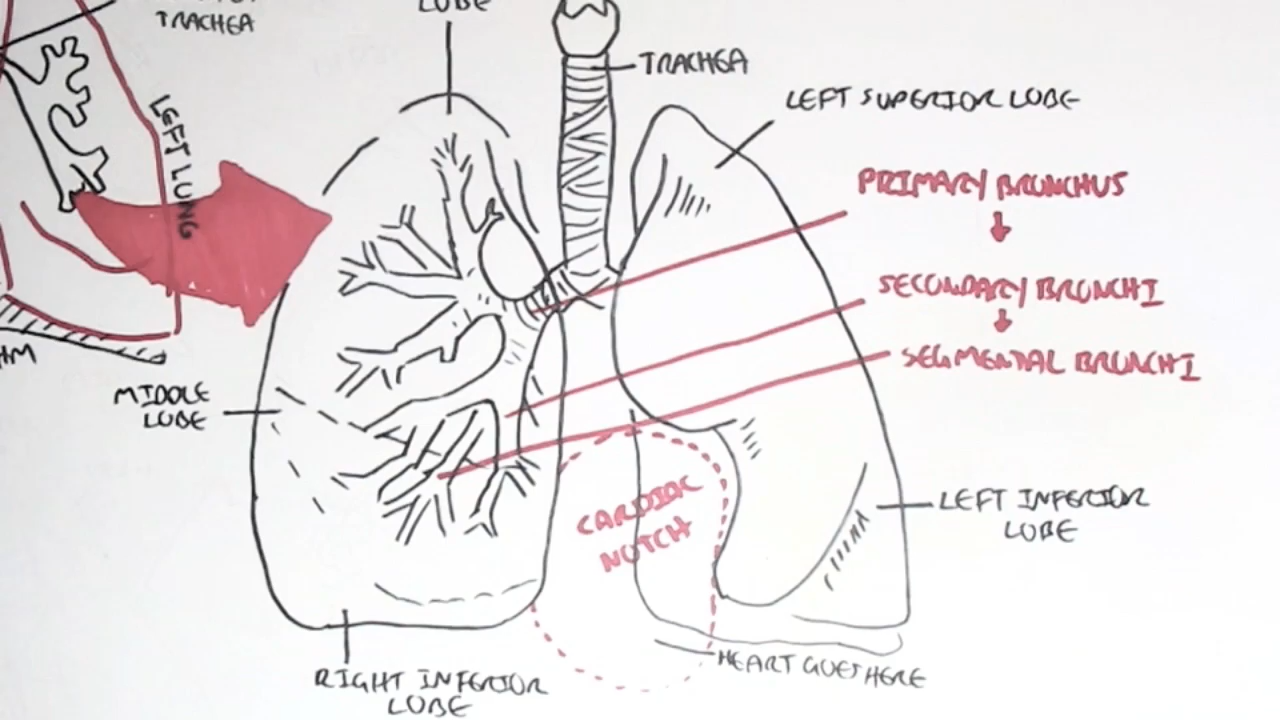 TRACHEA
LOBE
TRACHEA
LEFT SUPERIOR LOBE
LEFT LUNG
PRIMARY BRONCHUS
SECONDARY BRONCHI
SEGMENTAL BRONCHI
MIDDLE
LOBE
CARDIAC
NOTCH
LEFT INFERIOR
LOBE
HEART GOES HERE
RIGHT INFERIOR
LOBE